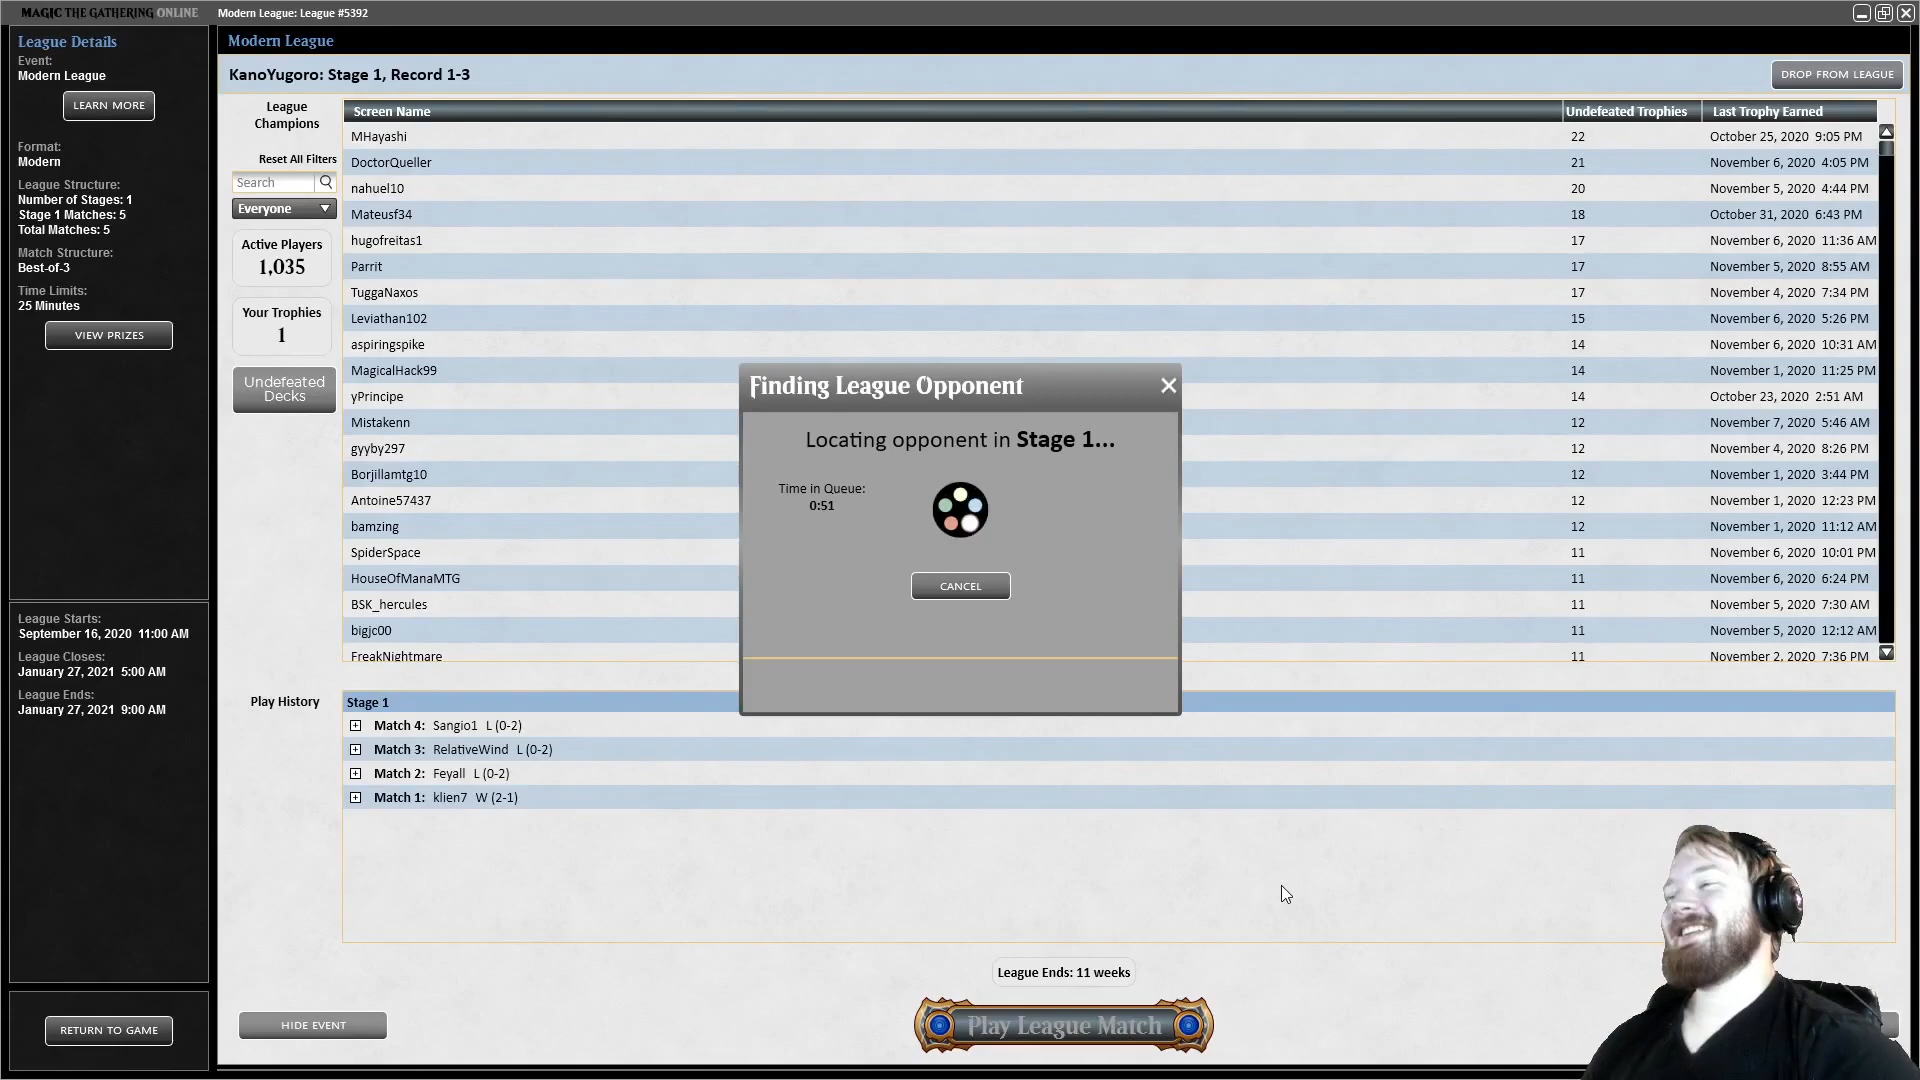 MAGIC THE GATHERING ONLINE
Modern League: League #5392
League Details
Event:
Modern League
LEARN MORE
Format:
Modern
League Structure:
Number of Stages: 1
Stage 1 Matches: 5
Total Matches: 5
Match Structure:
Best-of-3
Time Limits:
25 Minutes
VIEW PRIZES
League Starts:
September 16, 2020 11:00 AM
League Closes:
January 27, 2021 5:00 AM
League Ends:
January 27, 2021 9:00 AM
RETURN TO GAME
Modern League
KanoYugoro: Stage 1, Record 1-3
DROP FROM LEAGUE
League
Champions
Reset All Filters
Search
Everyone
Active Players
1,035
Your Trophies
1
Undefeated
Decks
Screen Name Undefeated Trophies Last Trophy Earned
MHayashi 22 October 25, 2020 9:05 PM
DoctorQueller 21 November 6, 2020 4:05 PM
nahuel10 20 November 5, 2020 4:44 PM
Mateusf34 18 October 31, 2020 6:43 PM
hugofreitas1 17 November 6, 2020 11:36 AM
Parrit 17 November 5, 2020 8:55 AM
TuggaNaxos 17 November 4, 2020 7:34 PM
Leviathan102 15 November 6, 2020 5:26 PM
aspiringspike 14 November 6, 2020 10:31 AM
MagicalHack99 14 November 1, 2020 11:25 PM
yPrincipe 14 October 23, 2020 2:51 AM
Mistakenn 12 November 7, 2020 5:46 AM
gyyby297 12 November 4, 2020 8:26 PM
Borjillamtg10 12 November 1, 2020 3:44 PM
Antoine57437 12 November 1, 2020 12:23 PM
bamzing 12 November 1, 2020 11:12 AM
SpiderSpace 11 November 6, 2020 10:01 PM
HouseOfManaMTG 11 November 6, 2020 6:24 PM
BSK_hercules 11 November 5, 2020 7:30 AM
bigjc00 11 November 5, 2020 12:12 AM
FreakNightmare 11 November 2, 2020 7:36 PM
Finding League Opponent
Locating opponent in Stage 1...
Time in Queue:
0:51
CANCEL
Play History
Stage 1
Match 4: Sangio1 L (0-2)
Match 3: RelativeWind L (0-2)
Match 2: Feyall L (0-2)
Match 1: klien7 W (2-1)
League Ends: 11 weeks
HIDE EVENT
Play League Match